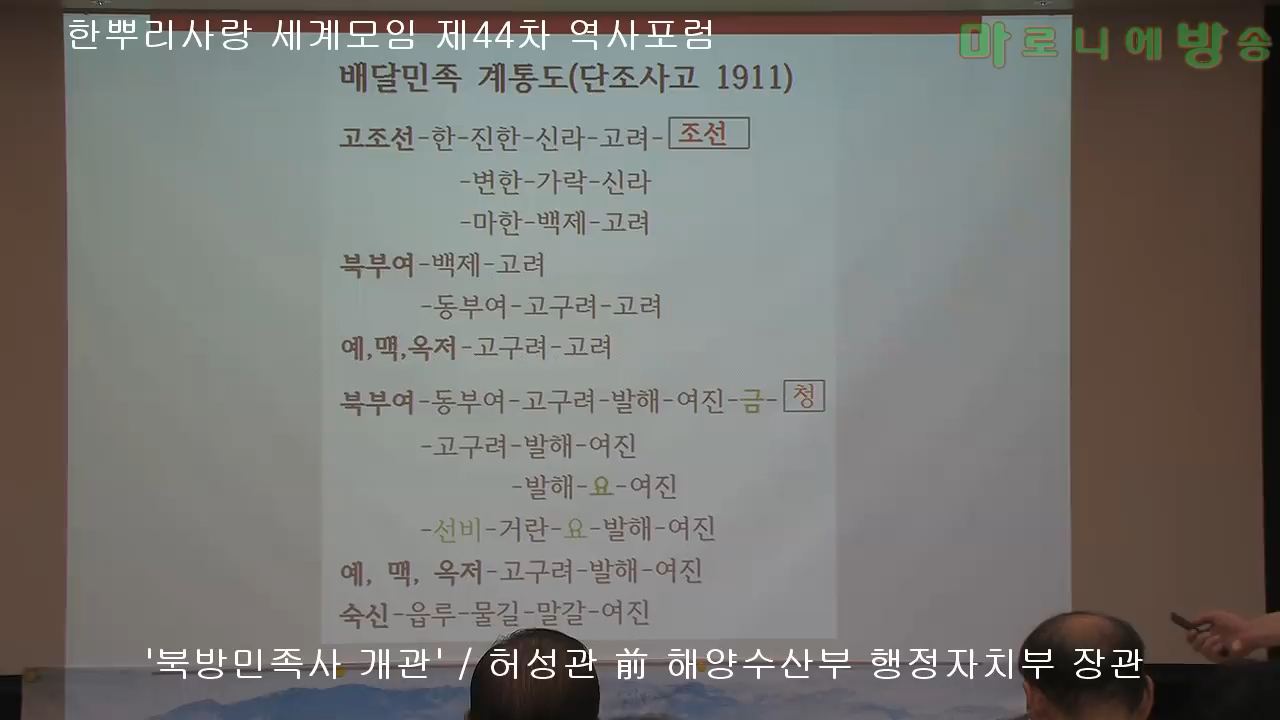 한뿌리사랑 세계모임 제44차 역사포럼
마로니에방송
배달민족 계통도(단조사고 1911)
고조선-한-진한-신라-고려-조선
-변한-가락-신라
-마한-백제-고려
북부여-백제-고려
-동부여-고구려-고려
예,맥,옥저-고구려-고려
북부여-동부여-고구려-발해-여진-금-청
-고구려-발해-여진
-발해-요-여진
-선비-거란-요-발해-여진
예, 맥, 옥저-고구려-발해-여진
숙신-읍루-물길-말갈-여진
'북방민족사 개관' / 허성관 前 해양수산부 행정자치부 장관